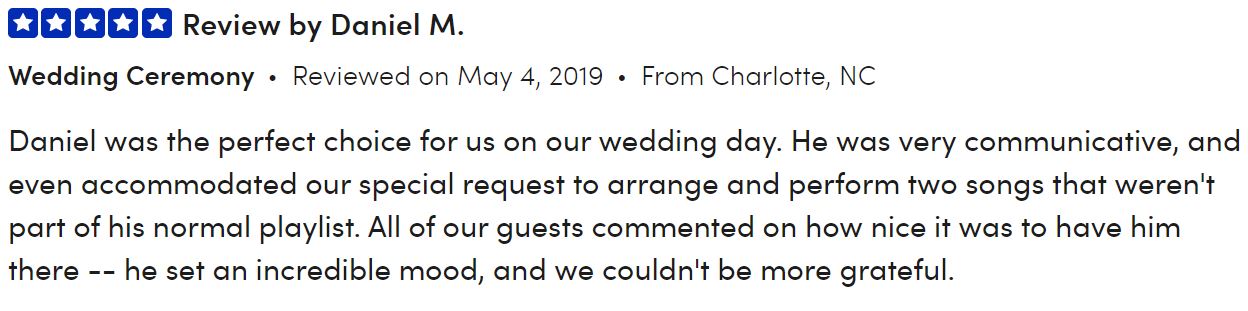 Review by Daniel M.
Wedding Ceremony • Reviewed on May 4, 2019 • From Charlotte, NC
Daniel was the perfect choice for us on our wedding day. He was very communicative, and
even accommodated our special request to arrange and perform two songs that weren't
part of his normal playlist. All of our guests commented on how nice it was to have him
there -- he set an incredible mood, and we couldn't be more grateful.